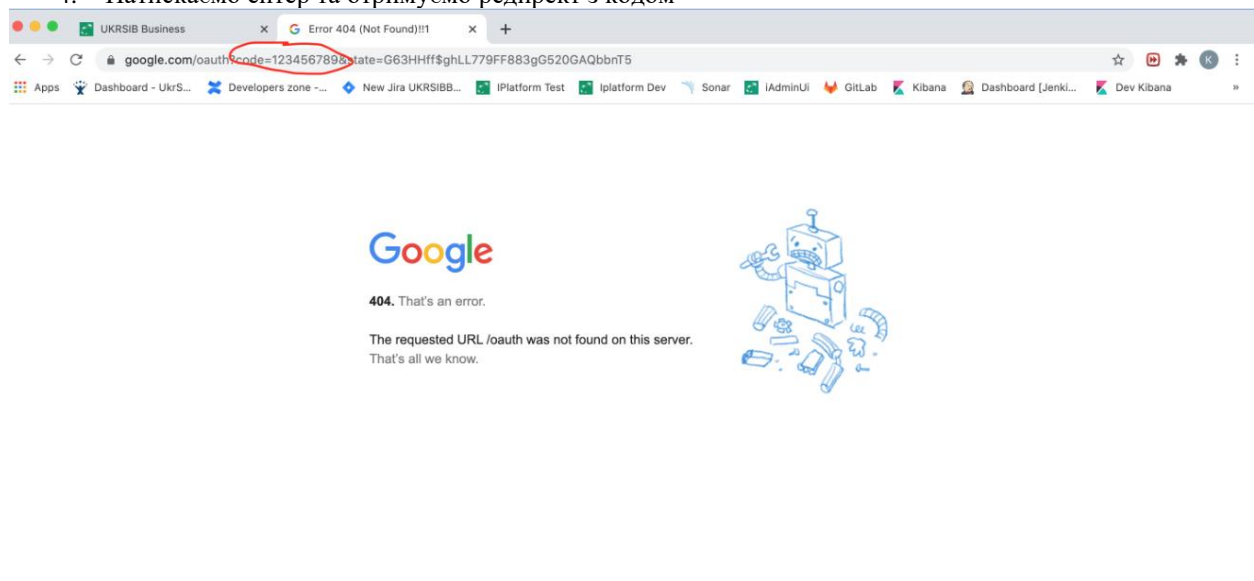 4. Натискаємо ентер та отримуємо редирект з кодом
UKRSIB Business
Error 404 (Not Found)!!1
google.com/oauth?code=123456789&state=G63HHff$ghLL779FF883gG520GAQbbnT5
K
Apps Dashboard - UkrS... Developers zone -... New Jira UKRSIBB... IPlatform Test Iplatform Dev Sonar iAdminUi GitLab Kibana Dashboard [Jenki... Dev Kibana »
Google
404. That's an error.
The requested URL /oauth was not found on this server.
That's all we know.